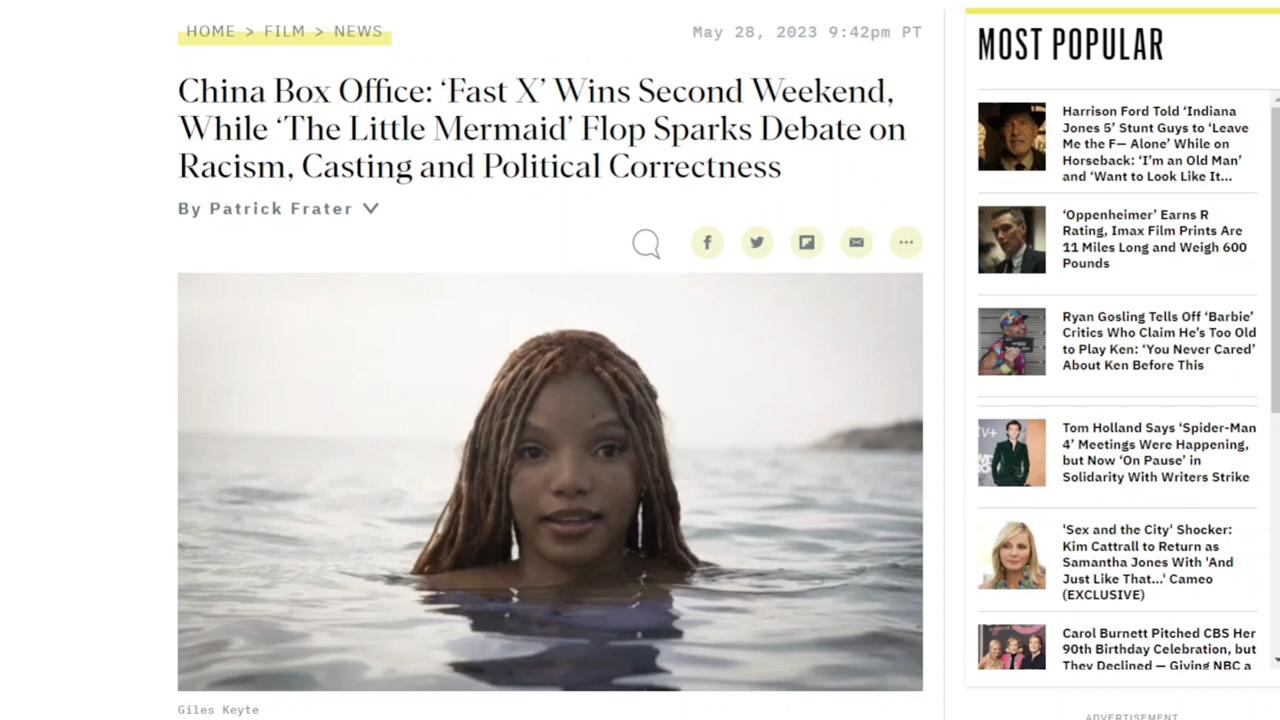 HOME > FILM > NEWS
May 28, 2023 9:42pm PT
China Box Office: ‘Fast X’ Wins Second Weekend,
While ‘The Little Mermaid’ Flop Sparks Debate on
Racism, Casting and Political Correctness
By Patrick Frater
Giles Keyte
MOST POPULAR
Harrison Ford Told ‘Indiana
Jones 5’ Stunt Guys to ‘Leave
Me the F— Alone’ While on
Horseback: ‘I’m an Old Man’
and ‘Want to Look Like It...
‘Oppenheimer’ Earns R
Rating, Imax Film Prints Are
11 Miles Long and Weigh 600
Pounds
Ryan Gosling Tells Off ‘Barbie’
Critics Who Claim He’s Too Old
to Play Ken: ‘You Never Cared’
About Ken Before This
Tom Holland Says ‘Spider-Man
4’ Meetings Were Happening,
but Now ‘On Pause’ in
Solidarity With Writers Strike
'Sex and the City' Shocker:
Kim Cattrall to Return as
Samantha Jones With 'And
Just Like That...' Cameo
(EXCLUSIVE)
Carol Burnett Pitched CBS Her
90th Birthday Celebration, but
They Declined — Giving NBC a
ADVERTISEMENT